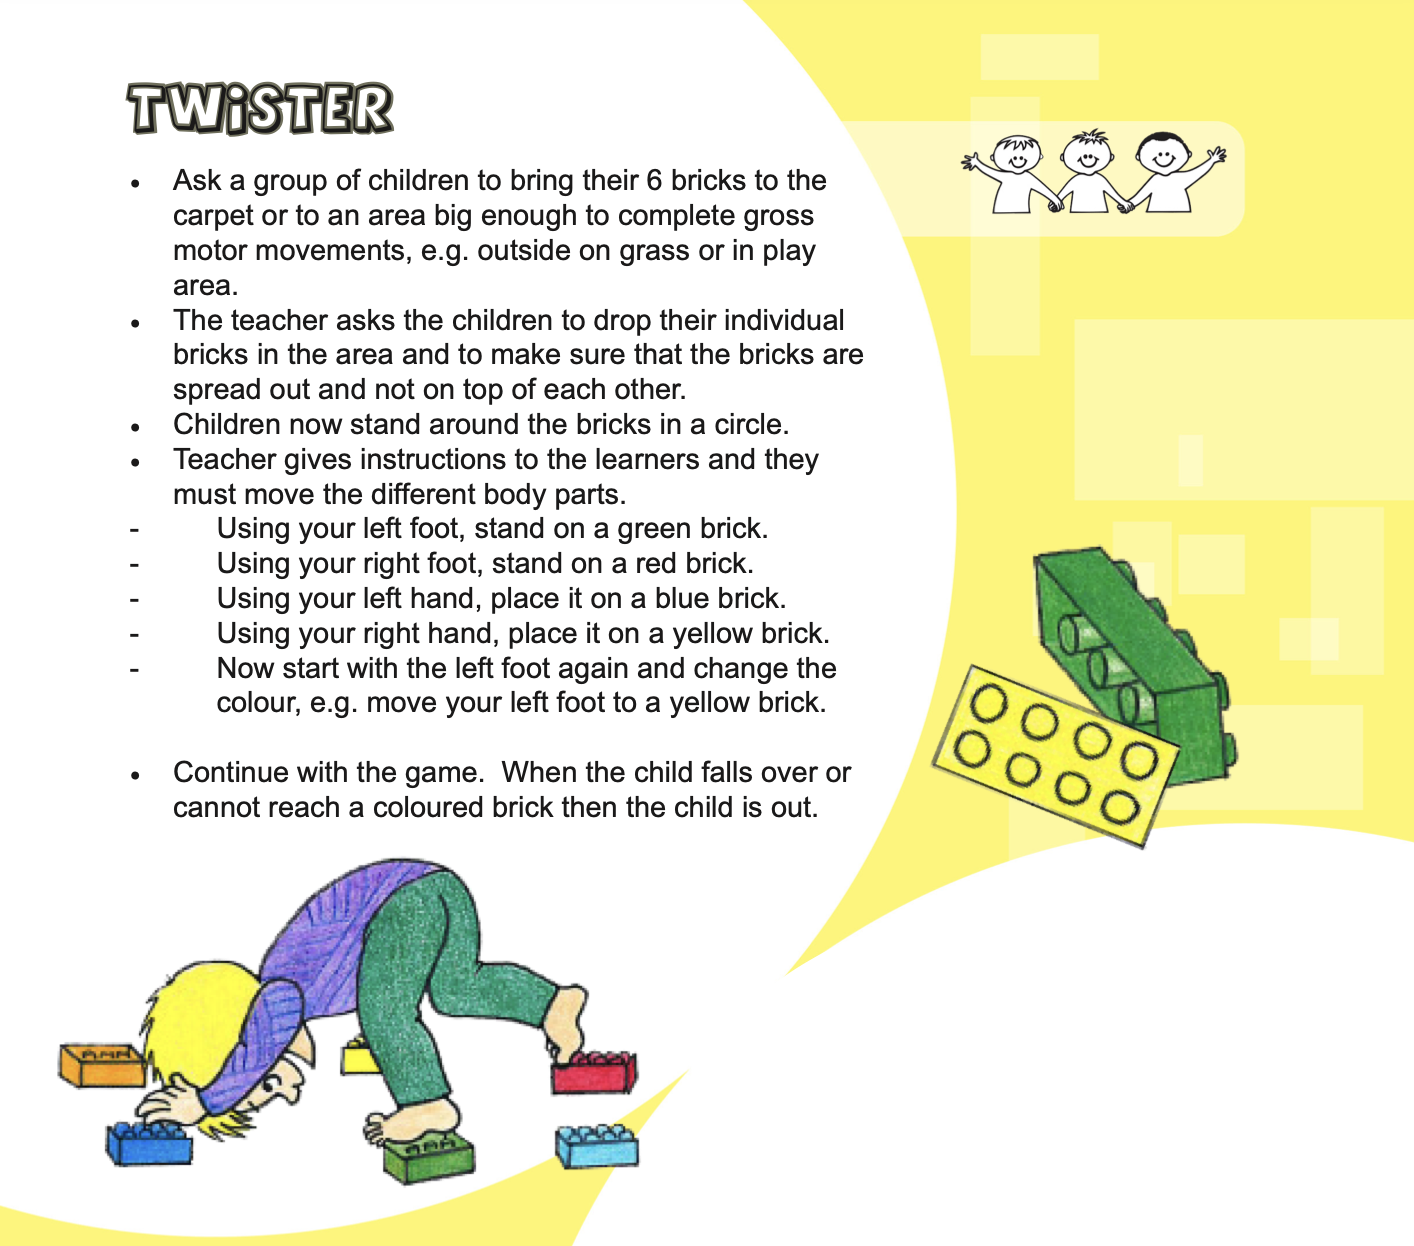 TWiSTER
• Ask a group of children to bring their 6 bricks to the
carpet or to an area big enough to complete gross
motor movements, e.g. outside on grass or in play
area.
• The teacher asks the children to drop their individual
bricks in the area and to make sure that the bricks are
spread out and not on top of each other.
• Children now stand around the bricks in a circle.
• Teacher gives instructions to the learners and they
must move the different body parts.
- Using your left foot, stand on a green brick.
- Using your right foot, stand on a red brick.
- Using your left hand, place it on a blue brick.
- Using your right hand, place it on a yellow brick.
- Now start with the left foot again and change the
colour, e.g. move your left foot to a yellow brick.
• Continue with the game.  When the child falls over or
cannot reach a coloured brick then the child is out.